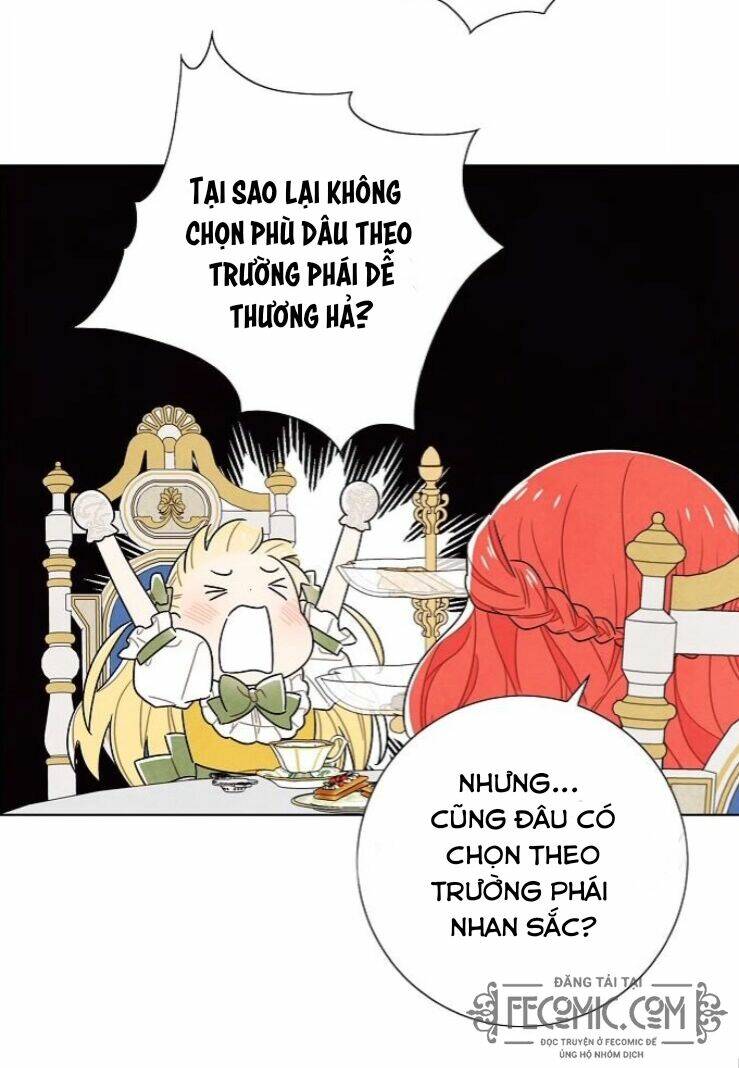 TẠI SAO LẠI KHÔNG
CHỌN PHÙ DÂU THEO
TRƯỜNG PHÁI DỄ
THƯƠNG HẢ?
NHƯNG...
CŨNG ĐÂU CÓ
CHỌN THEO
TRƯỜNG PHÁI
NHAN SẮC?
ĐĂNG TẢI TẠI
FECOMIC.COM
ĐỌC TRUYỆN Ở FECOMIC ĐỂ
ỦNG HỘ NHÓM DỊCH